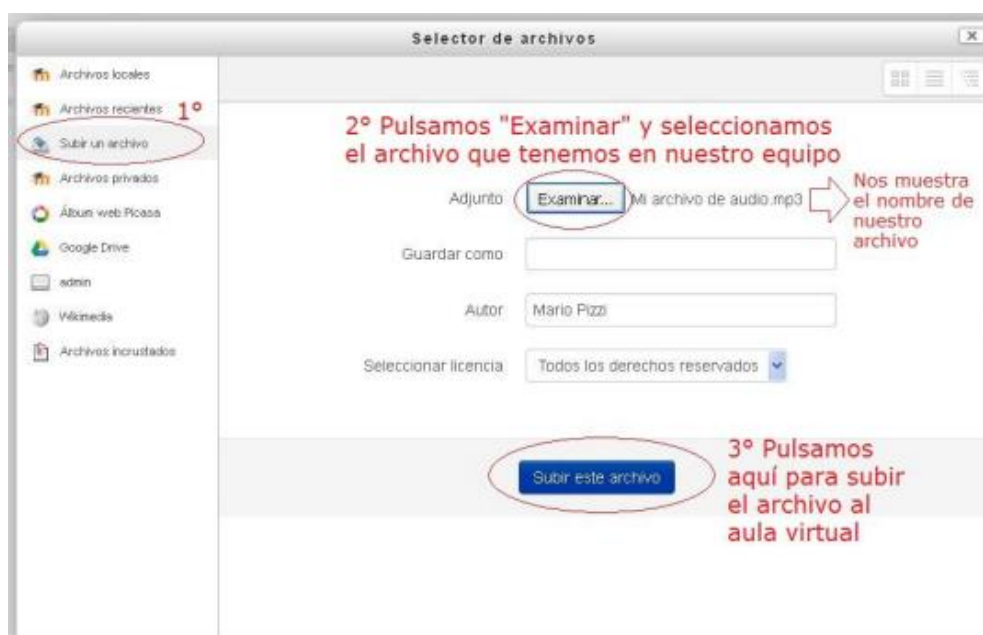 Selector de archivos
Archivos locales
Archivos recientes
1º
Subir un archivo
Archivos privados
Álbum web Picasa
Google Drive
admin
Wikimedia
Archivos incrustados
2º Pulsamos "Examinar" y seleccionamos
el archivo que tenemos en nuestro equipo
Adjunto
Examinar...
Mi archivo de audio.mp3
Nos muestra
el nombre de
nuestro
archivo
Guardar como
Autor
Mario Pizzi
Seleccionar licencia
Todos los derechos reservados
Subir este archivo
3º Pulsamos
aquí para subir
el archivo al
aula virtual